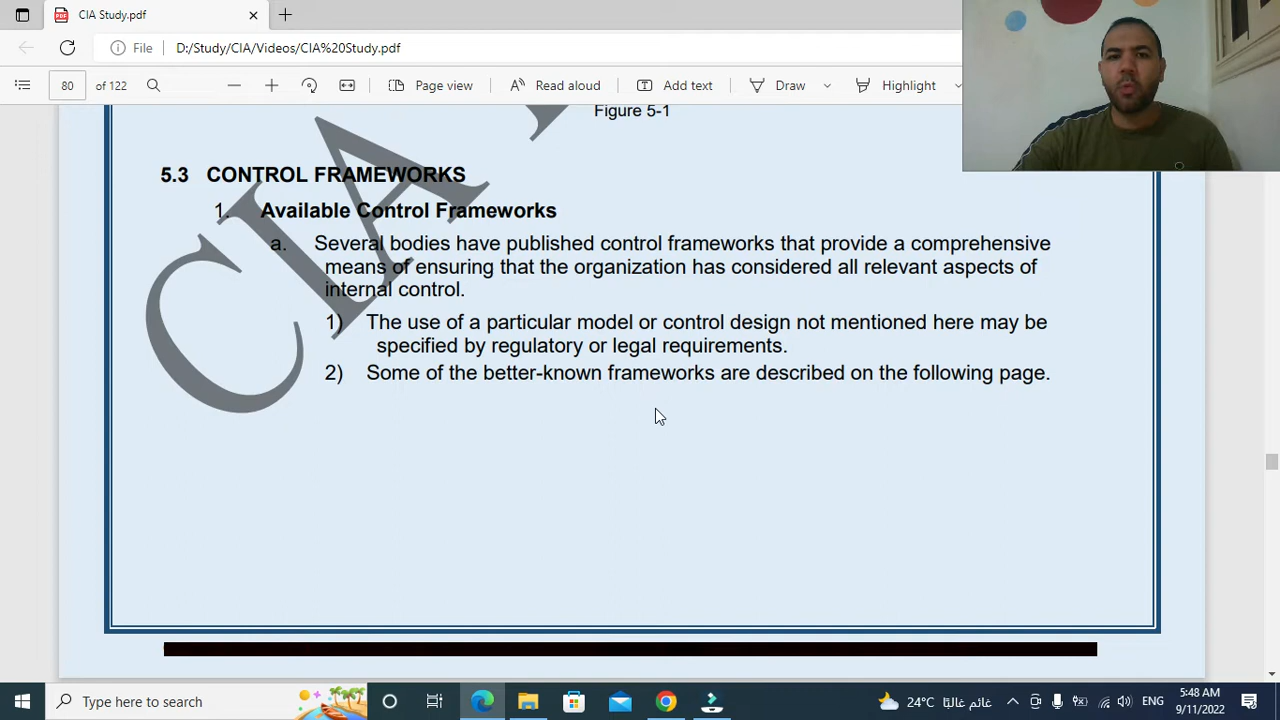 CIA Study.pdf
File D:/Study/CIA/Videos/CIA%20Study.pdf
80 of 122 Page view Read aloud Add text Draw Highlight
Figure 5-1
5.3 CONTROL FRAMEWORKS
1. Available Control Frameworks
a. Several bodies have published control frameworks that provide a comprehensive
means of ensuring that the organization has considered all relevant aspects of
internal control.
1) The use of a particular model or control design not mentioned here may be
specified by regulatory or legal requirements.
2) Some of the better-known frameworks are described on the following page.
CIA
Type here to search
24°C غائم غالبًا ENG
5:48 AM
9/11/2022